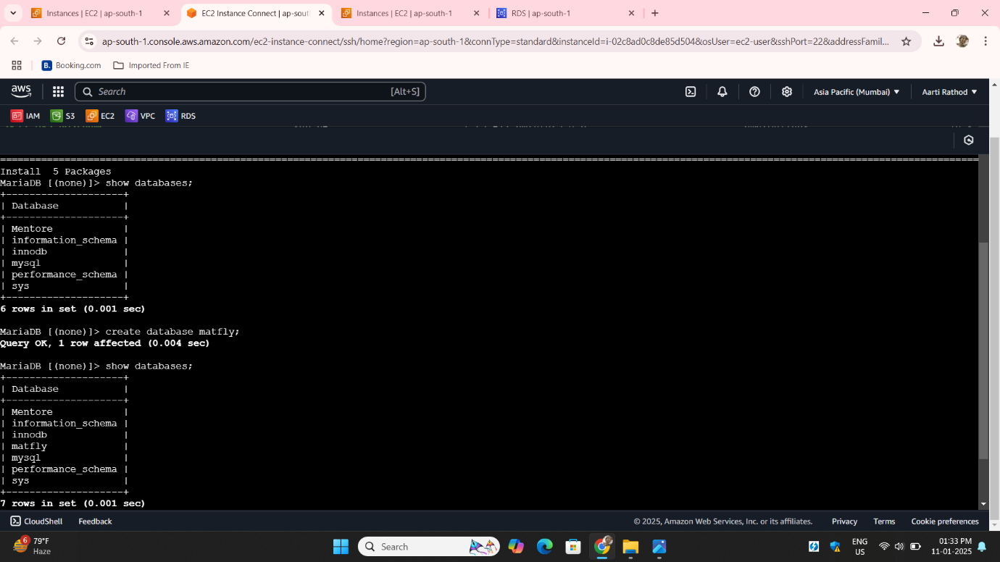 Instances | EC2 | ap-south-1
EC2 Instance Connect | ap-sout
Instances | EC2 | ap-south-1
RDS | ap-south-1
ap-south-1.console.aws.amazon.com/ec2-instance-connect/ssh/home?region=ap-south-1&connType=standard&instanceId=i-02c8ad0c8de85d504&osUser=ec2-user&sshPort=22&addressFamil...
B. Booking.com
Imported From IE
aws
Search [Alt+S]
Asia Pacific (Mumbai)
Aarti Rathod
IAM S3 EC2 VPC RDS
================================================================================
Install  5 Packages
MariaDB [(none)]> show databases;
+--------------------+
| Database           |
+--------------------+
| Mentore            |
| information_schema |
| innodb             |
| mysql              |
| performance_schema |
| sys                |
+--------------------+
6 rows in set (0.001 sec)
MariaDB [(none)]> create database matfly;
Query OK, 1 row affected (0.004 sec)
MariaDB [(none)]> show databases;
+--------------------+
| Database           |
+--------------------+
| Mentore            |
| information_schema |
| innodb             |
| matfly             |
| mysql              |
| performance_schema |
| sys                |
+--------------------+
7 rows in set (0.001 sec)
CloudShell Feedback © 2025, Amazon Web Services, Inc. or its affiliates. Privacy Terms Cookie preferences
6
79°F
Haze
Search
ENG
US
01:33 PM
11-01-2025